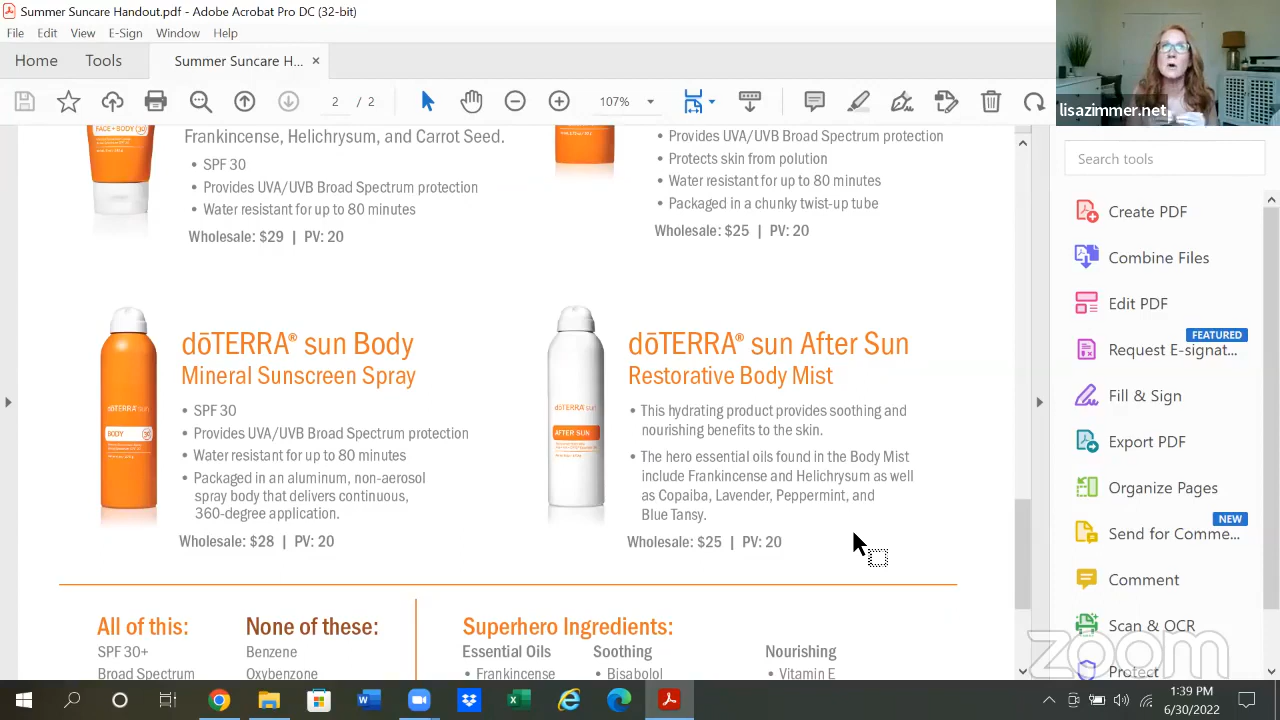 Summer Suncare Handout.pdf - Adobe Acrobat Pro DC (32-bit)
File Edit View E-Sign Window Help
Home Tools Summer Suncare H... ×
2 / 2 107%
lisazimmer.net
Search tools
Create PDF
Combine Files
Edit PDF
FEATURED
Request E-signat...
Fill & Sign
Export PDF
Organize Pages
NEW
Send for Comme...
Comment
Scan & OCR
Protect
FACE + BODY 30
Frankincense, Helichrysum, and Carrot Seed.
• SPF 30
• Provides UVA/UVB Broad Spectrum protection
• Water resistant for up to 80 minutes
Wholesale: $29 | PV: 20
• Provides UVA/UVB Broad Spectrum protection
• Protects skin from polution
• Water resistant for up to 80 minutes
• Packaged in a chunky twist-up tube
Wholesale: $25 | PV: 20
dōTERRA sun
BODY 30
dōTERRA® sun Body
Mineral Sunscreen Spray
• SPF 30
• Provides UVA/UVB Broad Spectrum protection
• Water resistant for up to 80 minutes
• Packaged in an aluminum, non-aerosol
spray body that delivers continuous,
360-degree application.
Wholesale: $28 | PV: 20
dōTERRA sun
AFTER SUN
dōTERRA® sun After Sun
Restorative Body Mist
• This hydrating product provides soothing and
nourishing benefits to the skin.
• The hero essential oils found in the Body Mist
include Frankincense and Helichrysum as well
as Copaiba, Lavender, Peppermint, and
Blue Tansy.
Wholesale: $25 | PV: 20
All of this:
SPF 30+
Broad Spectrum
None of these:
Benzene
Oxybenzone
Superhero Ingredients:
Essential Oils
• Frankincense
Soothing
• Bisabolol
Nourishing
• Vitamin E
zoom
1:39 PM
6/30/2022